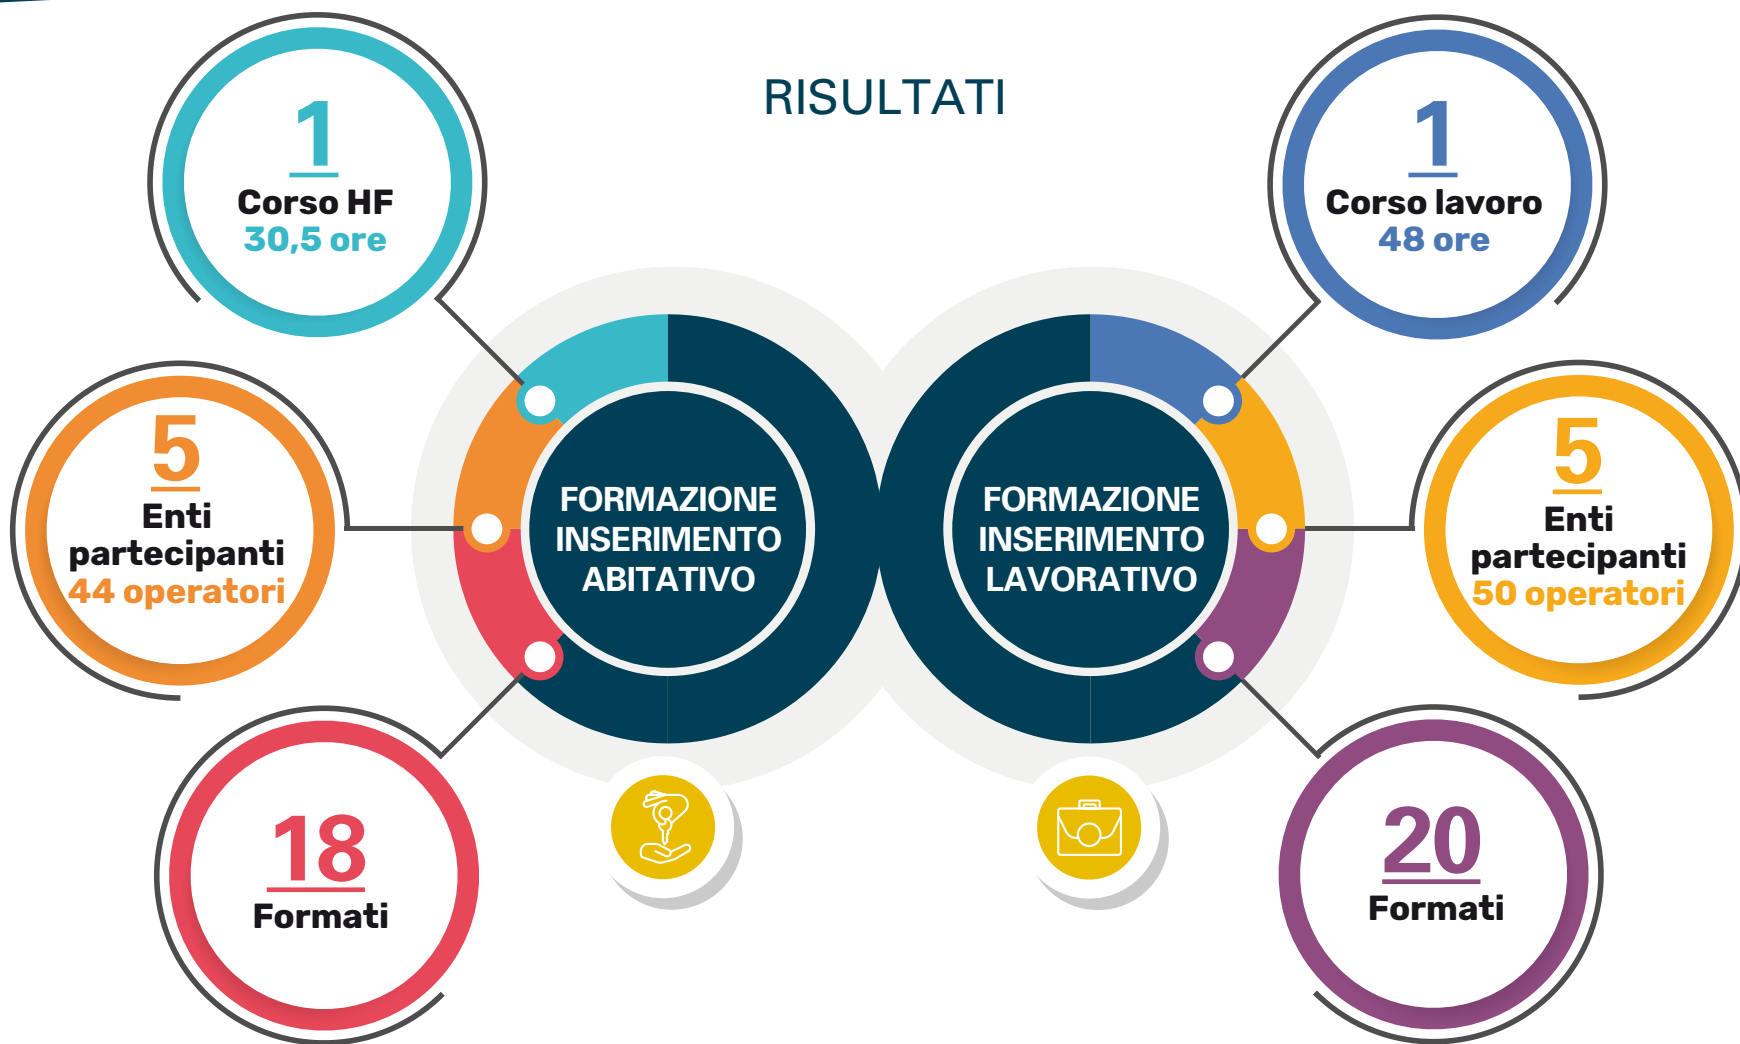 RISULTATI
1
Corso HF
30,5 ore
5
Enti
partecipanti
44 operatori
18
Formati
FORMAZIONE
INSERIMENTO
ABITATIVO
FORMAZIONE
INSERIMENTO
LAVORATIVO
1
Corso lavoro
48 ore
5
Enti
partecipanti
50 operatori
20
Formati